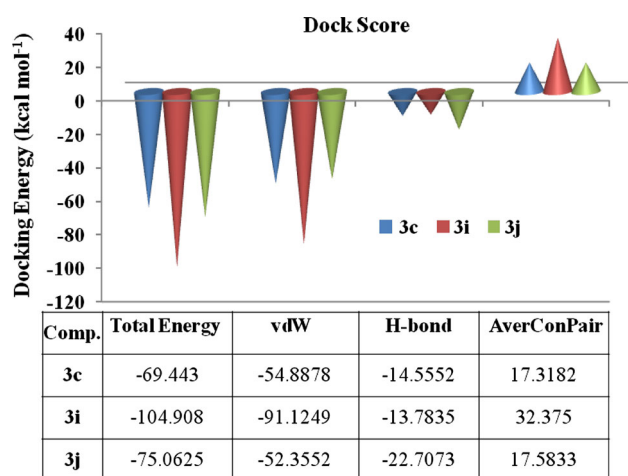 Dock Score
Docking Energy (kcal mol⁻¹)
40
20
0
-20
-40
-60
-80
-100
-120
3c 3i 3j
Comp. Total Energy vdW H-bond AverConPair
3c -69.443 -54.8878 -14.5552 17.3182
3i -104.908 -91.1249 -13.7835 32.375
3j -75.0625 -52.3552 -22.7073 17.5833